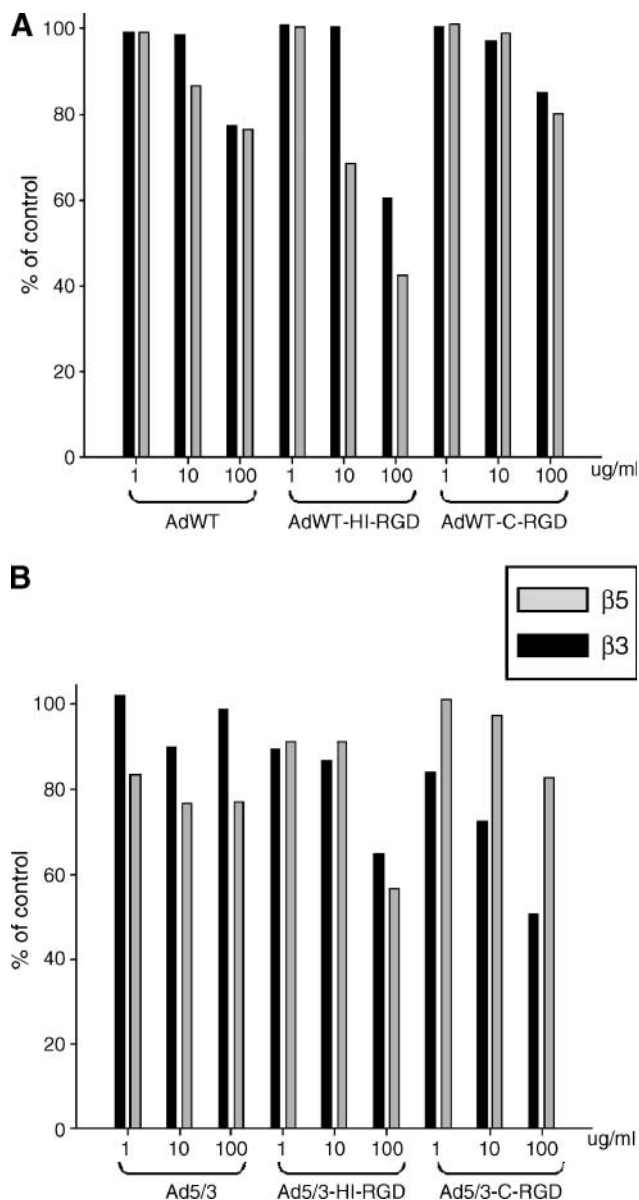 A
% of control
100
80
60
40
20
0
1 10 100 1 10 100 1 10 100 ug/ml
AdWT AdWT-HI-RGD AdWT-C-RGD
B
β5
β3
% of control
100
80
60
40
20
0
1 10 100 1 10 100 1 10 100 ug/ml
Ad5/3 Ad5/3-HI-RGD Ad5/3-C-RGD